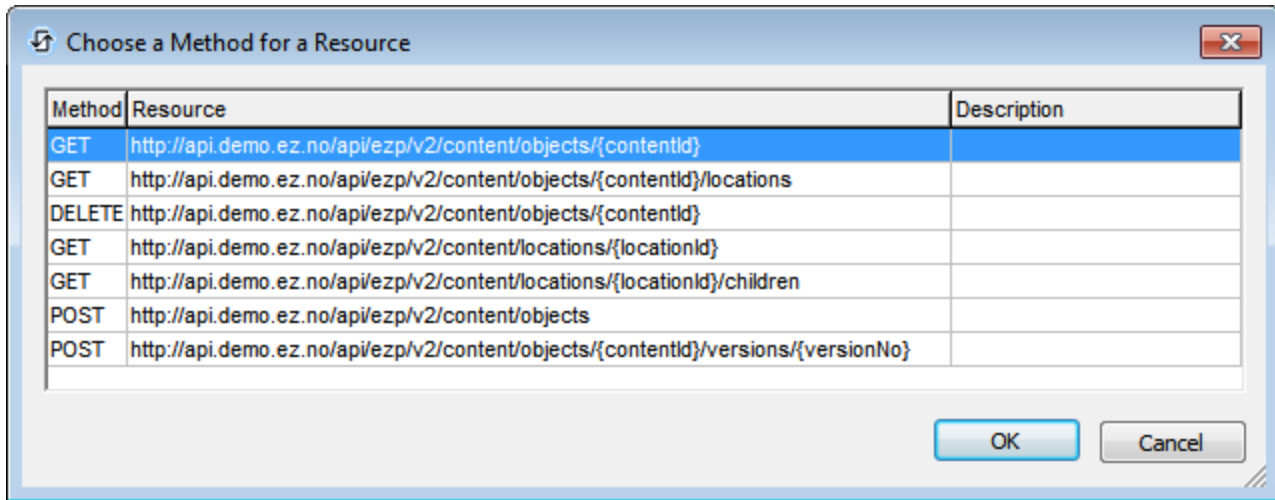 Choose a Method for a Resource
Method Resource Description
GET http://api.demo.ez.no/api/ezp/v2/content/objects/{contentId}
GET http://api.demo.ez.no/api/ezp/v2/content/objects/{contentId}/locations
DELETE http://api.demo.ez.no/api/ezp/v2/content/objects/{contentId}
GET http://api.demo.ez.no/api/ezp/v2/content/locations/{locationId}
GET http://api.demo.ez.no/api/ezp/v2/content/locations/{locationId}/children
POST http://api.demo.ez.no/api/ezp/v2/content/objects
POST http://api.demo.ez.no/api/ezp/v2/content/objects/{contentId}/versions/{versionNo}
OK Cancel